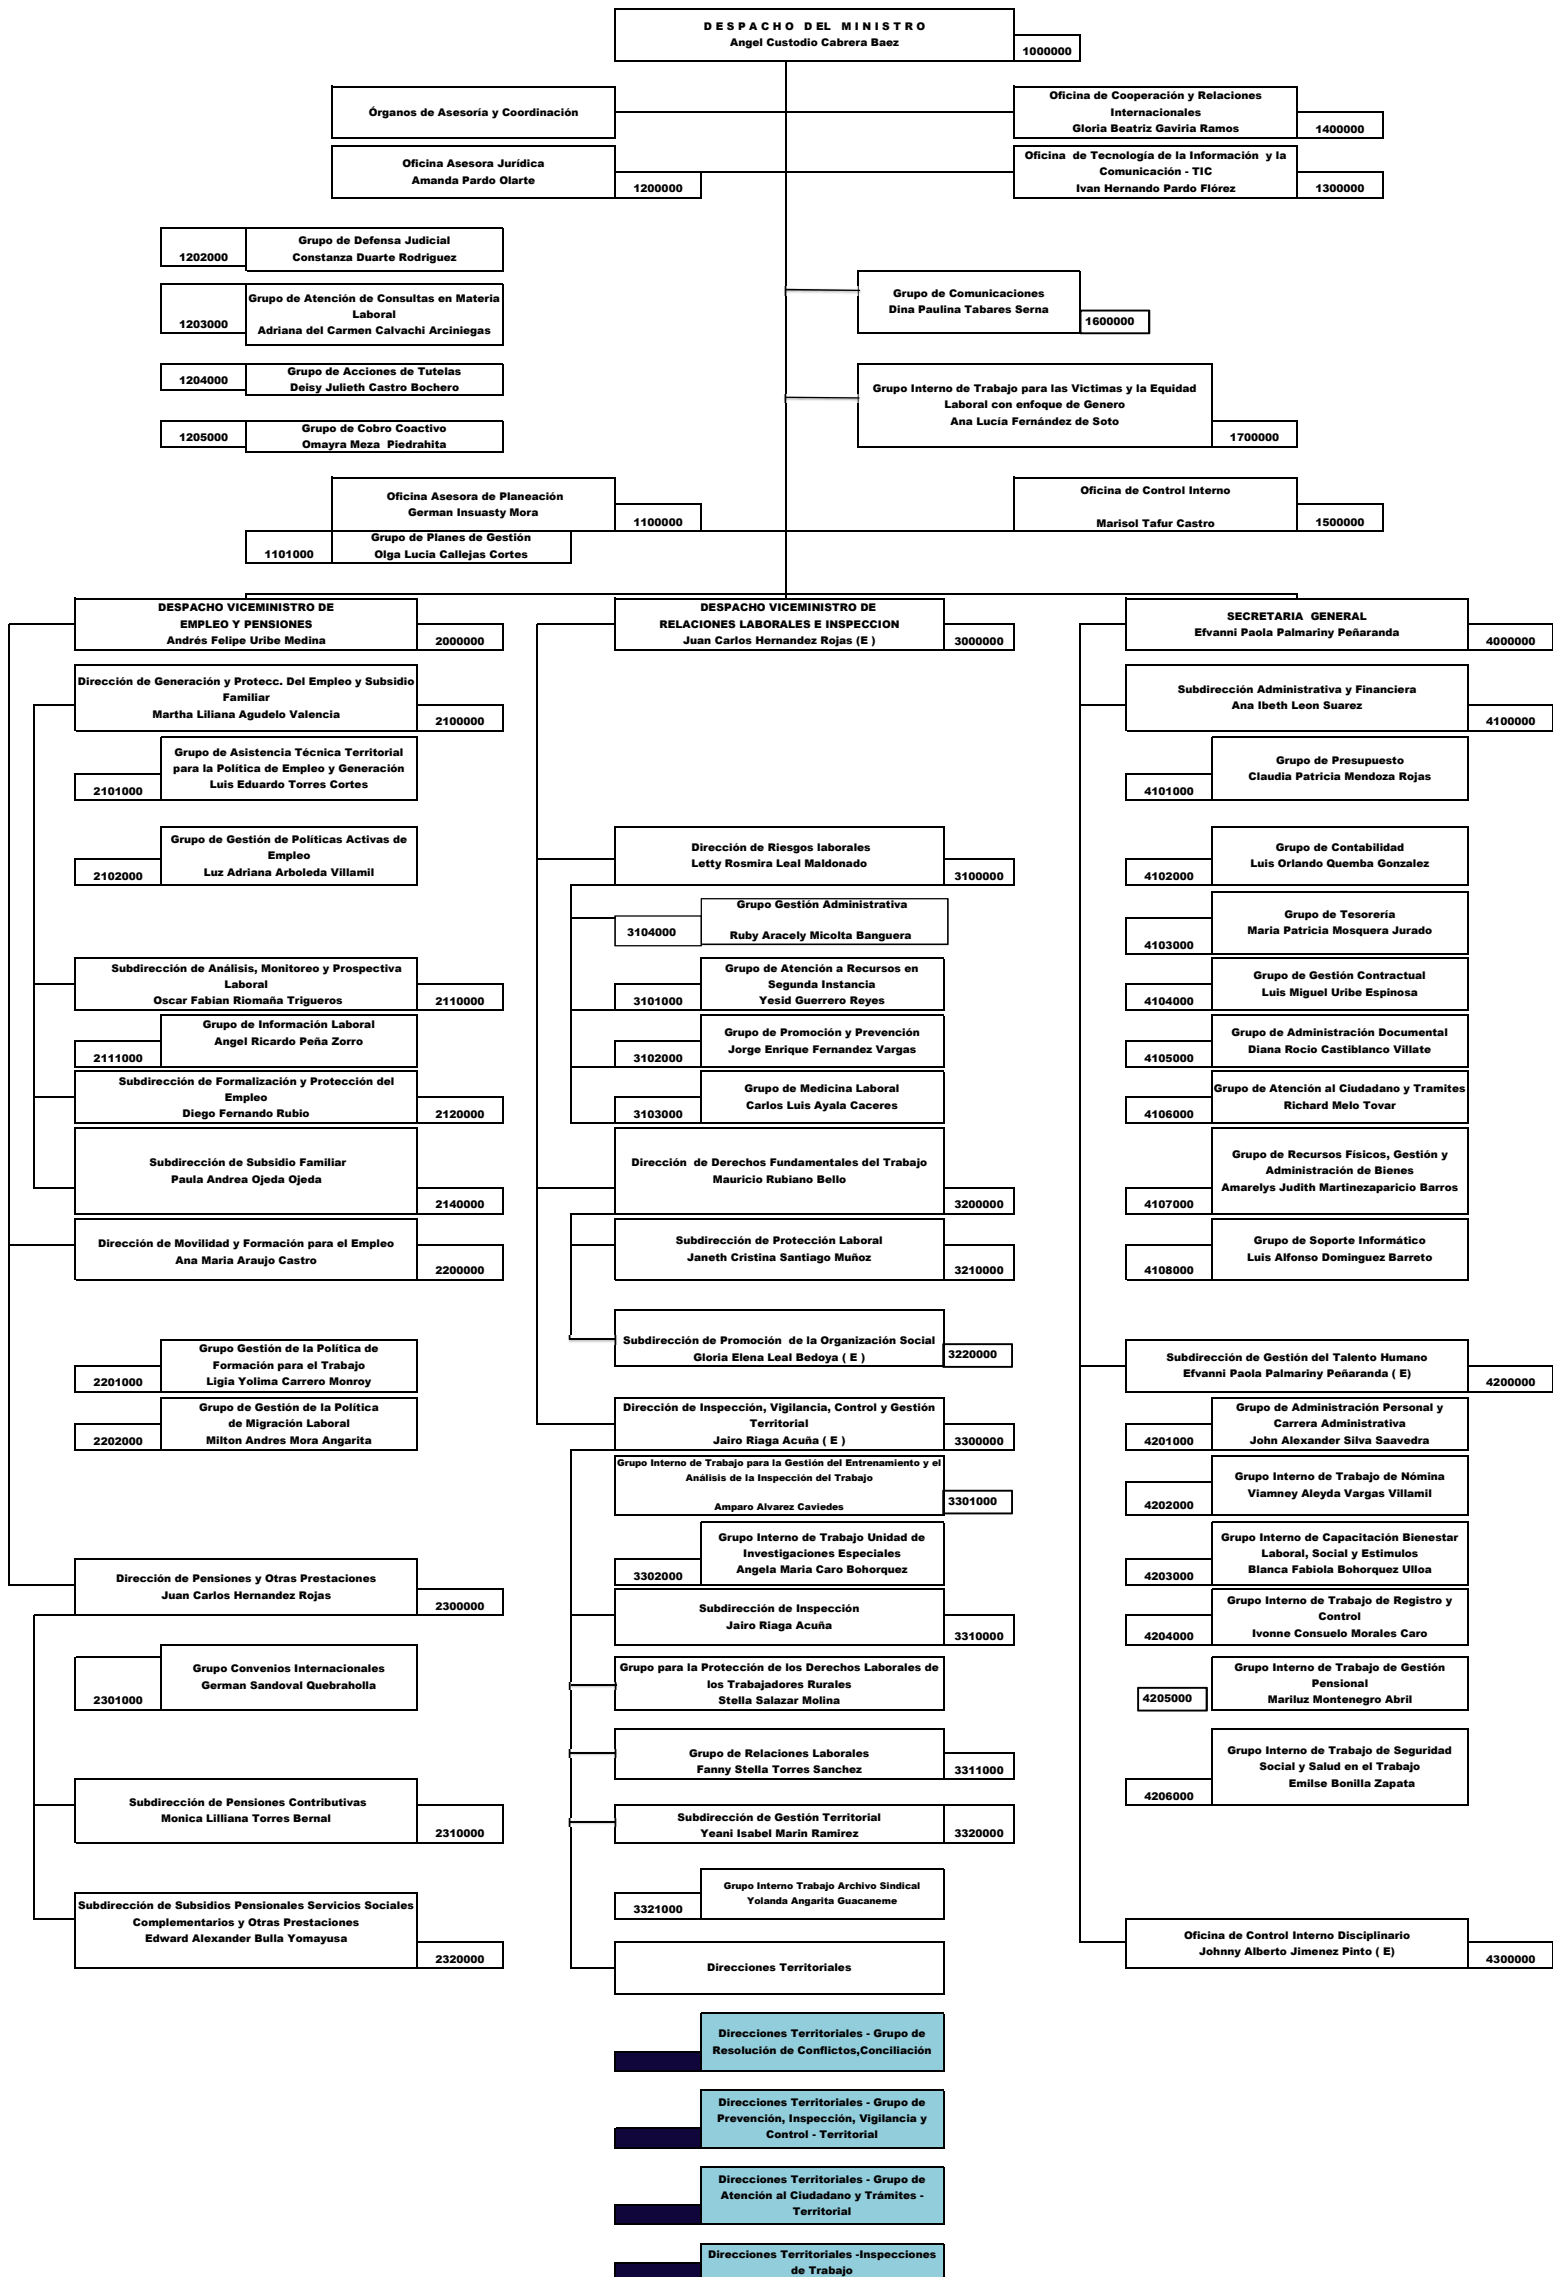 DESPACHO DEL MINISTRO
Angel Custodio Cabrera Baez
1000000
Órganos de Asesoría y Coordinación
Oficina de Cooperación y Relaciones
Internacionales
Gloria Beatriz Gaviria Ramos
1400000
Oficina Asesora Jurídica
Amanda Pardo Olarte
1200000
Oficina de Tecnología de la Información y la
Comunicación - TIC
Ivan Hernando Pardo Flórez
1300000
1202000
Grupo de Defensa Judicial
Constanza Duarte Rodriguez
1203000
Grupo de Atención de Consultas en Materia
Laboral
Adriana del Carmen Calvachi Arciniegas
1204000
Grupo de Acciones de Tutelas
Deisy Julieth Castro Bochero
1205000
Grupo de Cobro Coactivo
Omayra Meza Piedrahita
Grupo de Comunicaciones
Dina Paulina Tabares Serna
1600000
Grupo Interno de Trabajo para las Victimas y la Equidad
Laboral con enfoque de Genero
Ana Lucía Fernández de Soto
1700000
Oficina Asesora de Planeación
German Insuasty Mora
1100000
1101000
Grupo de Planes de Gestión
Olga Lucia Callejas Cortes
Oficina de Control Interno
Marisol Tafur Castro
1500000
DESPACHO VICEMINISTRO DE
EMPLEO Y PENSIONES
Andrés Felipe Uribe Medina
2000000
Dirección de Generación y Protecc. Del Empleo y Subsidio
Familiar
Martha Liliana Agudelo Valencia
2100000
Grupo de Asistencia Técnica Territorial
para la Política de Empleo y Generación
Luis Eduardo Torres Cortes
2101000
Grupo de Gestión de Políticas Activas de
Empleo
Luz Adriana Arboleda Villamil
2102000
Subdirección de Análisis, Monitoreo y Prospectiva
Laboral
Oscar Fabian Riomaña Trigueros
2110000
Grupo de Información Laboral
Angel Ricardo Peña Zorro
2111000
Subdirección de Formalización y Protección del
Empleo
Diego Fernando Rubio
2120000
Subdirección de Subsidio Familiar
Paula Andrea Ojeda Ojeda
2140000
Dirección de Movilidad y Formación para el Empleo
Ana Maria Araujo Castro
2200000
Grupo Gestión de la Política de
Formación para el Trabajo
Ligia Yolima Carrero Monroy
2201000
Grupo de Gestión de la Política
de Migración Laboral
Milton Andres Mora Angarita
2202000
Dirección de Pensiones y Otras Prestaciones
Juan Carlos Hernandez Rojas
2300000
Grupo Convenios Internacionales
German Sandoval Quebraholla
2301000
Subdirección de Pensiones Contributivas
Monica Lilliana Torres Bernal
2310000
Subdirección de Subsidios Pensionales Servicios Sociales
Complementarios y Otras Prestaciones
Edward Alexander Bulla Yomayusa
2320000
DESPACHO VICEMINISTRO DE
RELACIONES LABORALES E INSPECCION
Juan Carlos Hernandez Rojas (E )
3000000
Dirección de Riesgos laborales
Letty Rosmira Leal Maldonado
3100000
Grupo Gestión Administrativa
Ruby Aracely Micolta Banguera
3104000
Grupo de Atención a Recursos en
Segunda Instancia
Yesid Guerrero Reyes
3101000
Grupo de Promoción y Prevención
Jorge Enrique Fernandez Vargas
3102000
Grupo de Medicina Laboral
Carlos Luis Ayala Caceres
3103000
Dirección de Derechos Fundamentales del Trabajo
Mauricio Rubiano Bello
3200000
Subdirección de Protección Laboral
Janeth Cristina Santiago Muñoz
3210000
Subdirección de Promoción de la Organización Social
Gloria Elena Leal Bedoya ( E )
3220000
Dirección de Inspección, Vigilancia, Control y Gestión
Territorial
Jairo Riaga Acuña ( E )
3300000
Grupo Interno de Trabajo para la Gestión del Entrenamiento y el
Análisis de la Inspección del Trabajo
Amparo Alvarez Caviedes
3301000
Grupo Interno de Trabajo Unidad de
Investigaciones Especiales
Angela Maria Caro Bohorquez
3302000
Subdirección de Inspección
Jairo Riaga Acuña
3310000
Grupo para la Protección de los Derechos Laborales de
los Trabajadores Rurales
Stella Salazar Molina
Grupo de Relaciones Laborales
Fanny Stella Torres Sanchez
3311000
Subdirección de Gestión Territorial
Yeani Isabel Marin Ramirez
3320000
Grupo Interno Trabajo Archivo Sindical
Yolanda Angarita Guacaneme
3321000
Direcciones Territoriales
Direcciones Territoriales - Grupo de
Resolución de Conflictos,Conciliación
Direcciones Territoriales - Grupo de
Prevención, Inspección, Vigilancia y
Control - Territorial
Direcciones Territoriales - Grupo de
Atención al Ciudadano y Trámites -
Territorial
Direcciones Territoriales -Inspecciones
de Trabajo
SECRETARIA GENERAL
Efvanni Paola Palmariny Peñaranda
4000000
Subdirección Administrativa y Financiera
Ana Ibeth Leon Suarez
4100000
Grupo de Presupuesto
Claudia Patricia Mendoza Rojas
4101000
Grupo de Contabilidad
Luis Orlando Quemba Gonzalez
4102000
Grupo de Tesorería
Maria Patricia Mosquera Jurado
4103000
Grupo de Gestión Contractual
Luis Miguel Uribe Espinosa
4104000
Grupo de Administración Documental
Diana Rocio Castiblanco Villate
4105000
Grupo de Atención al Ciudadano y Tramites
Richard Melo Tovar
4106000
Grupo de Recursos Físicos, Gestión y
Administración de Bienes
Amarelys Judith Martinezaparicio Barros
4107000
Grupo de Soporte Informático
Luis Alfonso Dominguez Barreto
4108000
Subdirección de Gestión del Talento Humano
Efvanni Paola Palmariny Peñaranda ( E)
4200000
Grupo de Administración Personal y
Carrera Administrativa
John Alexander Silva Saavedra
4201000
Grupo Interno de Trabajo de Nómina
Viamney Aleyda Vargas Villamil
4202000
Grupo Interno de Capacitación Bienestar
Laboral, Social y Estimulos
Blanca Fabiola Bohorquez Ulloa
4203000
Grupo Interno de Trabajo de Registro y
Control
Ivonne Consuelo Morales Caro
4204000
Grupo Interno de Trabajo de Gestión
Pensional
Mariluz Montenegro Abril
4205000
Grupo Interno de Trabajo de Seguridad
Social y Salud en el Trabajo
Emilse Bonilla Zapata
4206000
Oficina de Control Interno Disciplinario
Johnny Alberto Jimenez Pinto ( E)
4300000